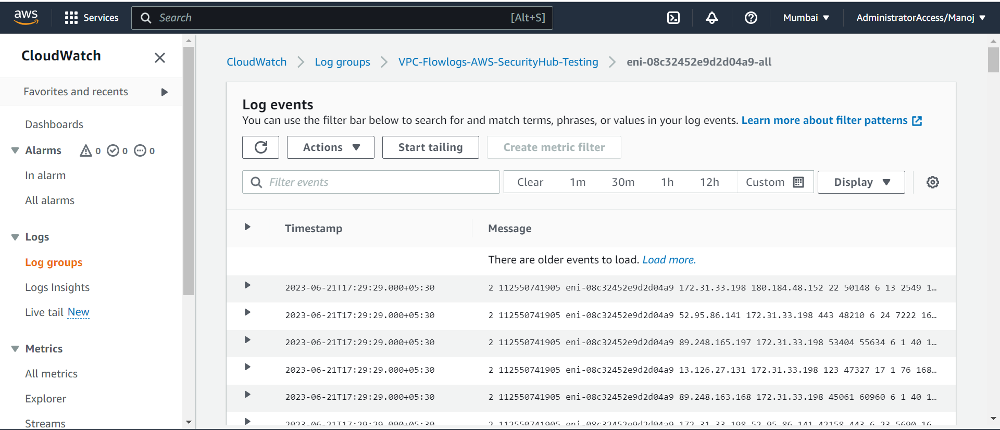 aws Services Search [Alt+S] Mumbai AdministratorAccess/Manoj
CloudWatch
Favorites and recents
Dashboards
Alarms 0 0 0
In alarm
All alarms
Logs
Log groups
Logs Insights
Live tail New
Metrics
All metrics
Explorer
Streams
CloudWatch Log groups VPC-Flowlogs-AWS-SecurityHub-Testing eni-08c32452e9d2d04a9-all
Log events
You can use the filter bar below to search for and match terms, phrases, or values in your log events. Learn more about filter patterns
Actions Start tailing Create metric filter
Filter events Clear 1m 30m 1h 12h Custom Display
Timestamp Message
There are older events to load. Load more.
2023-06-21T17:29:29.000+05:30 2 112550741905 eni-08c32452e9d2d04a9 172.31.33.198 180.184.48.152 22 50148 6 13 2549 1…
2023-06-21T17:29:29.000+05:30 2 112550741905 eni-08c32452e9d2d04a9 52.95.86.141 172.31.33.198 443 48210 6 24 7222 16…
2023-06-21T17:29:29.000+05:30 2 112550741905 eni-08c32452e9d2d04a9 89.248.165.197 172.31.33.198 53404 55634 6 1 40 1…
2023-06-21T17:29:29.000+05:30 2 112550741905 eni-08c32452e9d2d04a9 13.126.27.131 172.31.33.198 123 47327 17 1 76 168…
2023-06-21T17:29:29.000+05:30 2 112550741905 eni-08c32452e9d2d04a9 89.248.163.168 172.31.33.198 45061 60960 6 1 40 1…
2023-06-21T17:29:29.000+05:30 2 112550741905 eni-08c32452e9d2d04a9 172.31.33.198 52.95.86.141 42158 443 6 23 5690 16…